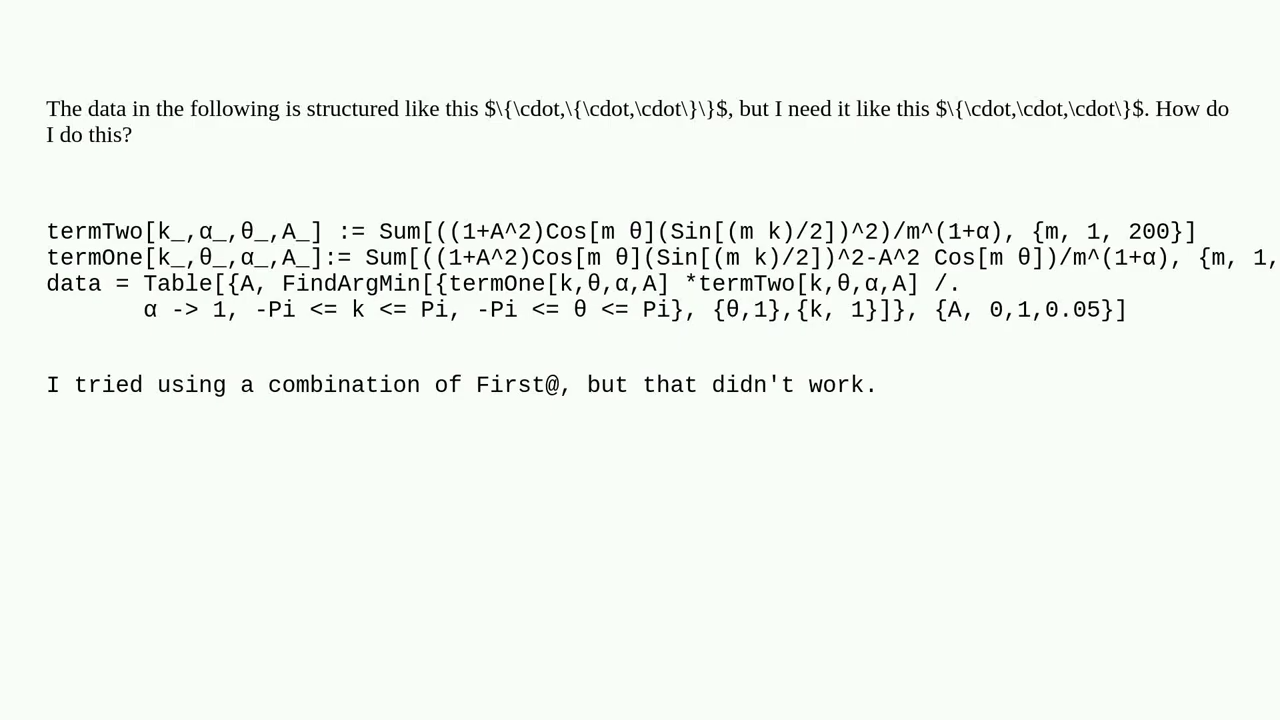 The data in the following is structured like this $\{\cdot,\{\cdot,\cdot\}\}$, but I need it like this $\{\cdot,\cdot,\cdot\}$. How do
I do this?
termTwo[k_,α_,θ_,A_] := Sum[((1+A^2)Cos[m θ](Sin[(m k)/2])^2)/m^(1+α), {m, 1, 200}]
termOne[k_,θ_,α_,A_]:= Sum[((1+A^2)Cos[m θ](Sin[(m k)/2])^2-A^2 Cos[m θ])/m^(1+α), {m, 1,
data = Table[{A, FindArgMin[{termOne[k,θ,α,A] *termTwo[k,θ,α,A] /.
α -> 1, -Pi <= k <= Pi, -Pi <= θ <= Pi}, {θ,1},{k, 1}]}, {A, 0,1,0.05}]
I tried using a combination of First@, but that didn't work.